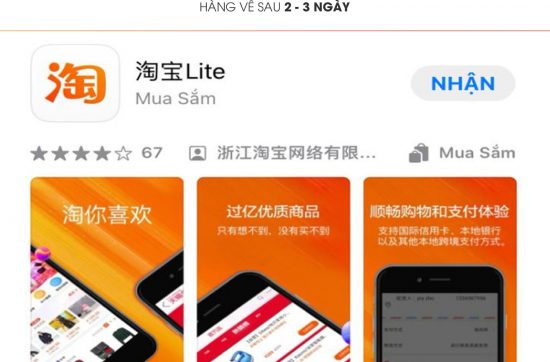 HÀNG VỀ SAU 2 - 3 NGÀY
淘
淘宝Lite
Mua Sắm
NHẬN
67
浙江淘宝网络有限...
Mua Sắm
淘你喜欢
过亿优质商品
只有想不到，没有买不到
顺畅购物和支付体验
支持国际信用卡、本地银行
以及其他本地跨境支付方式。